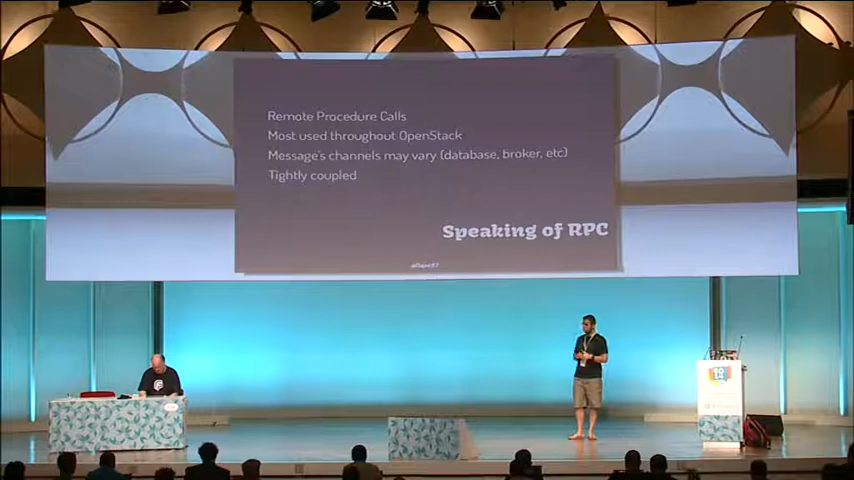 Remote Procedure Calls
Most used throughout OpenStack
Message's channels may vary (database, broker, etc)
Tightly coupled
Speaking of RPC